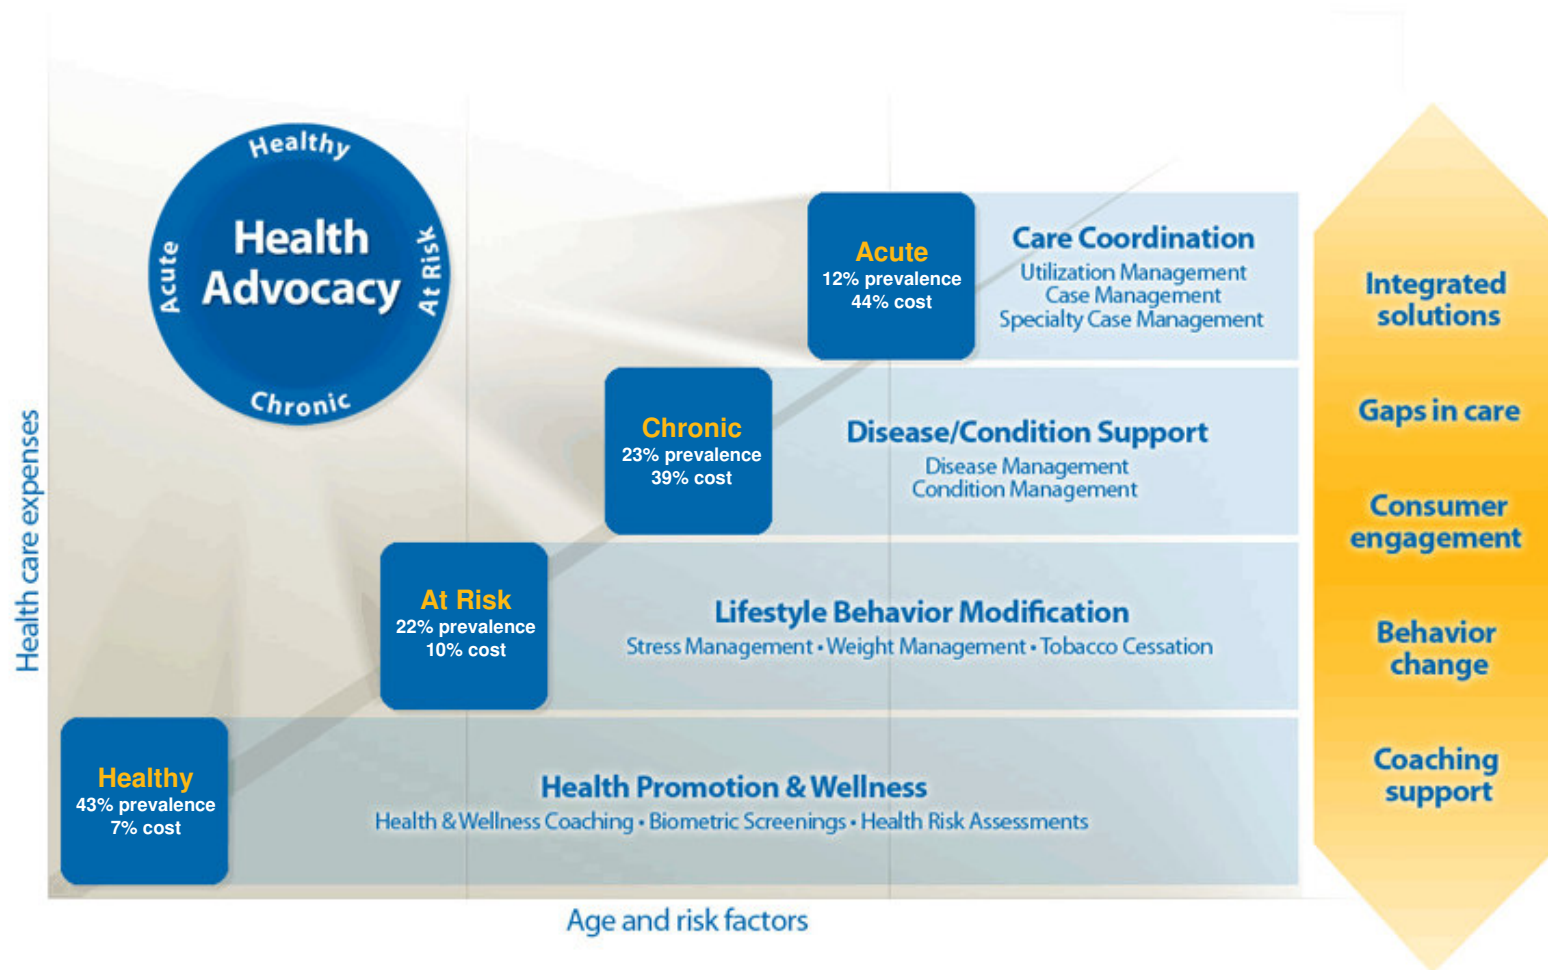 Healthy
Acute
Health
Advocacy
At Risk
Chronic
Acute
12% prevalence
44% cost
Care Coordination
Utilization Management
Case Management
Specialty Case Management
Chronic
23% prevalence
39% cost
Disease/Condition Support
Disease Management
Condition Management
At Risk
22% prevalence
10% cost
Lifestyle Behavior Modification
Stress Management • Weight Management • Tobacco Cessation
Healthy
43% prevalence
7% cost
Health Promotion & Wellness
Health & Wellness Coaching • Biometric Screenings • Health Risk Assessments
Health care expenses
Age and risk factors
Integrated
solutions
Gaps in care
Consumer
engagement
Behavior
change
Coaching
support